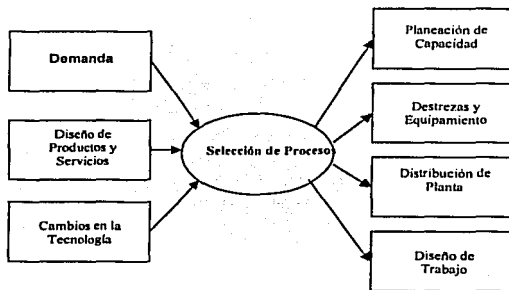 Demanda
Diseño de
Productos y
Servicios
Cambios en la
Tecnología
Selección de Procesos
Planeación de
Capacidad
Destrezas y
Equipamiento
Distribución de
Planta
Diseño de
Trabajo